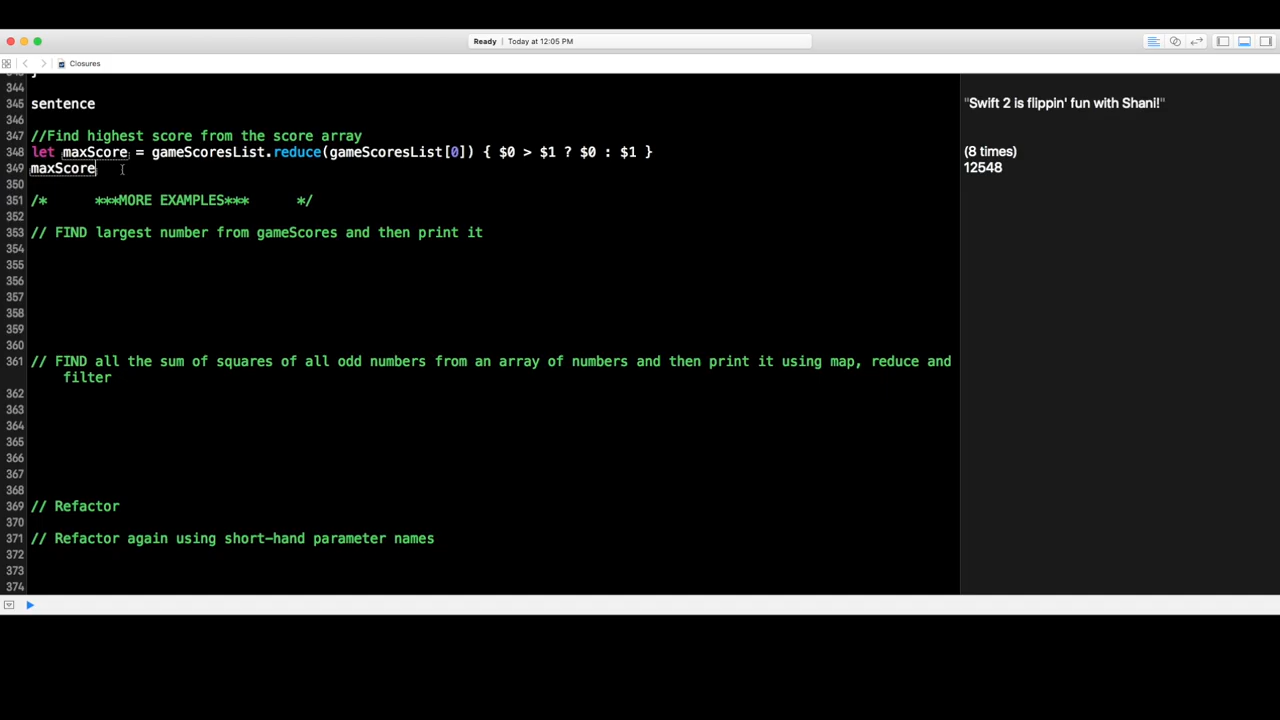 Ready | Today at 12:05 PM
Closures
344
345 sentence "Swift 2 is flippin' fun with Shani!"
346
347 //Find highest score from the score array
348 let maxScore = gameScoresList.reduce(gameScoresList[0]) { $0 > $1 ? $0 : $1 } (8 times)
349 maxScore 12548
350
351 /* ***MORE EXAMPLES*** */
352
353 // FIND largest number from gameScores and then print it
354
355
356
357
358
359
360
361 // FIND all the sum of squares of all odd numbers from an array of numbers and then print it using map, reduce and
filter
362
363
364
365
366
367
368
369 // Refactor
370
371 // Refactor again using short-hand parameter names
372
373
374